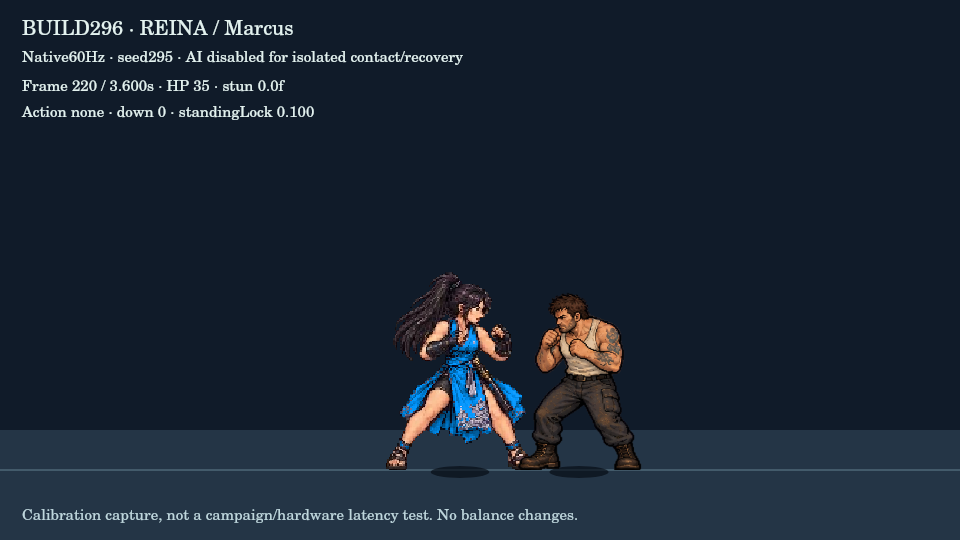 BUILD296 · REINA / Marcus
Native60Hz · seed295 · AI disabled for isolated contact/recovery
Frame 220 / 3.600s · HP 35 · stun 0.0f
Action none · down 0 · standingLock 0.100
Calibration capture, not a campaign/hardware latency test. No balance changes.